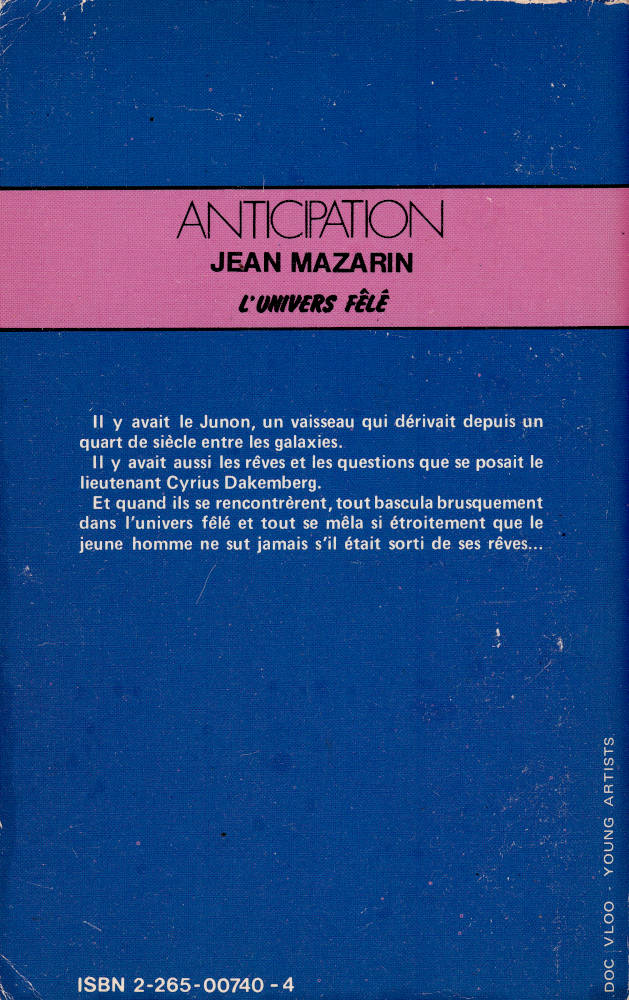 ANTICIPATION
JEAN MAZARIN
L'UNIVERS FÊLÉ
Il y avait le Junon, un vaisseau qui dérivait depuis un
quart de siècle entre les galaxies.
Il y avait aussi les rêves et les questions que se posait le
lieutenant Cyrius Dakemberg.
Et quand ils se rencontrèrent, tout bascula brusquement
dans l'univers fêlé et tout se mêla si étroitement que le
jeune homme ne sut jamais s'il était sorti de ses rêves...
DOC VLOO - YOUNG ARTISTS
ISBN 2-265-00740-4